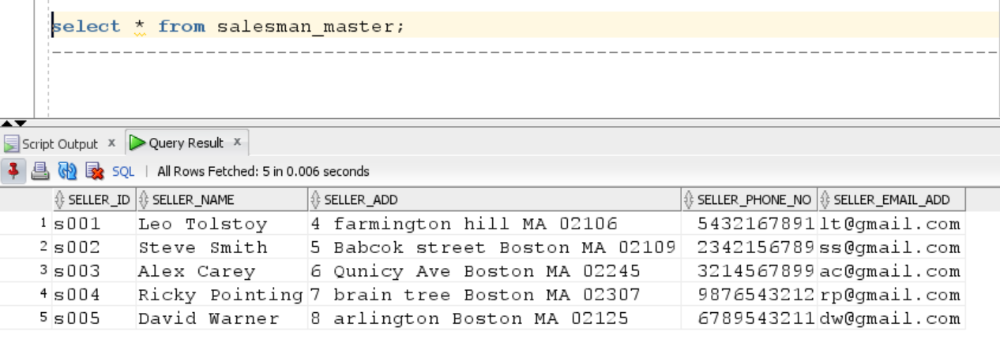 select * from salesman_master;
Script Output x Query Result x
SQL | All Rows Fetched: 5 in 0.006 seconds
SELLER_ID SELLER_NAME SELLER_ADD SELLER_PHONE_NO SELLER_EMAIL_ADD
1 s001 Leo Tolstoy 4 farmington hill MA 02106 5432167891 lt@gmail.com
2 s002 Steve Smith 5 Babcok street Boston MA 02109 2342156789 ss@gmail.com
3 s003 Alex Carey 6 Qunicy Ave Boston MA 02245 3214567899 ac@gmail.com
4 s004 Ricky Pointing 7 brain tree Boston MA 02307 9876543212 rp@gmail.com
5 s005 David Warner 8 arlington Boston MA 02125 6789543211 dw@gmail.com